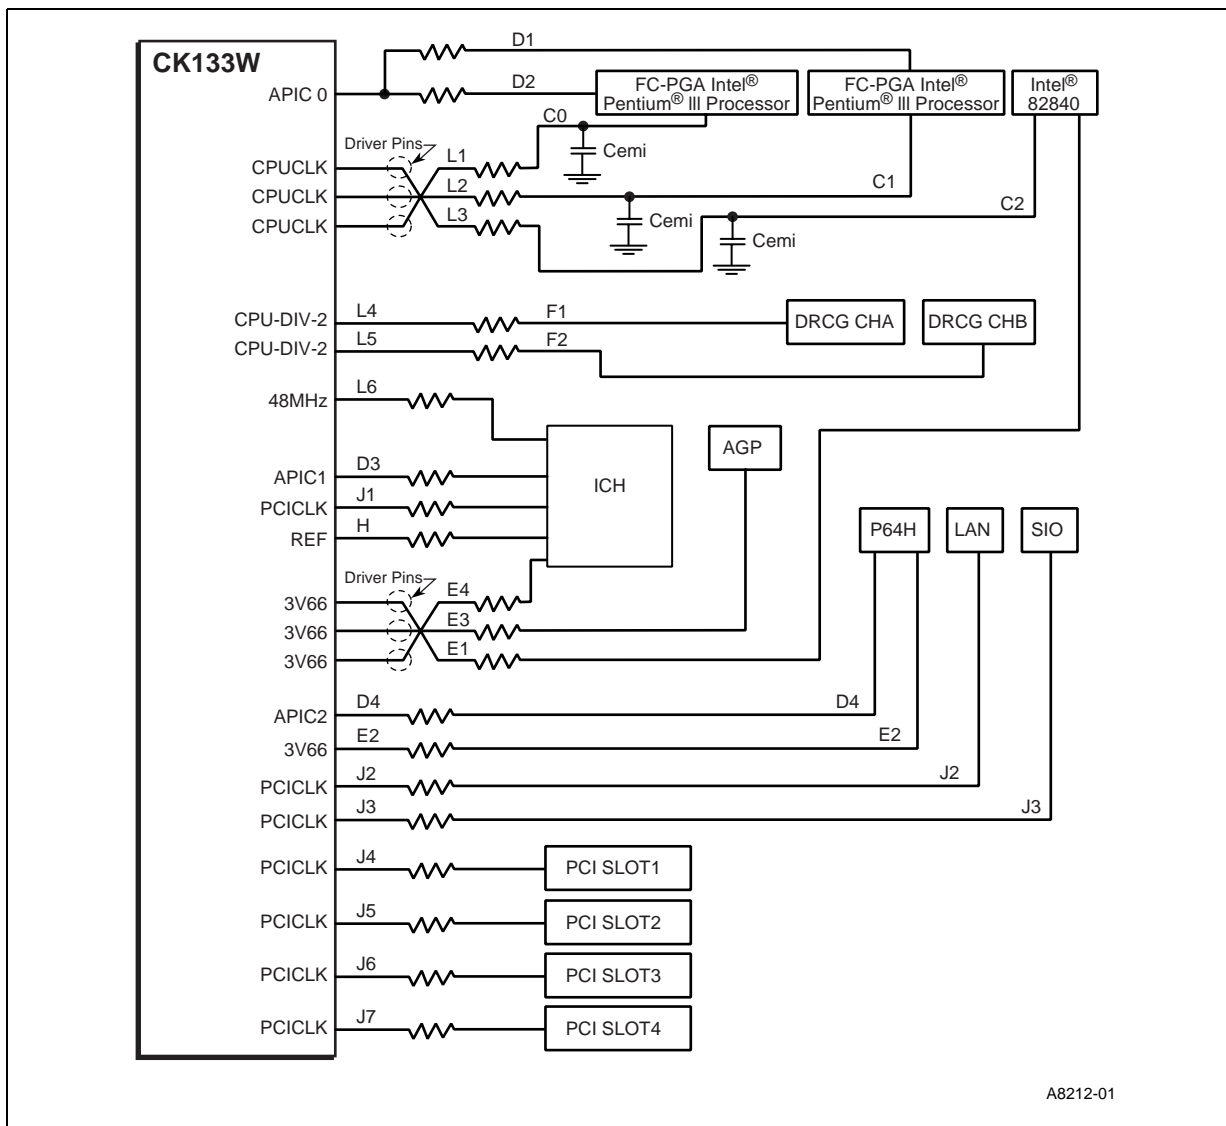 CK133W
D1
APIC 0
D2
FC-PGA Intel®
Pentium® III Processor
FC-PGA Intel®
Pentium® III Processor
Intel®
82840
C0
Driver Pins
Cemi
CPUCLK
L1
CPUCLK
L2
C1
CPUCLK
L3
Cemi
C2
Cemi
CPU-DIV-2
L4
F1
DRCG CHA
DRCG CHB
CPU-DIV-2
L5
F2
48MHz
L6
AGP
APIC1
D3
ICH
PCICLK
J1
REF
H
P64H
LAN
SIO
Driver Pins
3V66
E4
3V66
E3
3V66
E1
APIC2
D4
D4
3V66
E2
E2
PCICLK
J2
J2
PCICLK
J3
J3
PCICLK
J4
PCI SLOT1
PCICLK
J5
PCI SLOT2
PCICLK
J6
PCI SLOT3
PCICLK
J7
PCI SLOT4
A8212-01